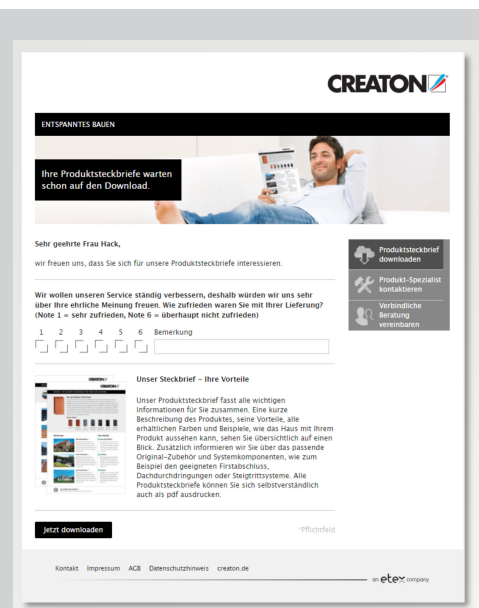 CREATON
ENTSPANNTES BAUEN
Ihre Produktsteckbriefe warten
schon auf den Download.
Sehr geehrte Frau Hack,
wir freuen uns, dass Sie sich für unsere Produktsteckbriefe interessieren.
Produktsteckbrief
downloaden
Produkt-Spezialist
kontaktieren
Verbindliche
Beratung
vereinbaren
Wir wollen unseren Service ständig verbessern, deshalb würden wir uns sehr
über Ihre ehrliche Meinung freuen. Wie zufrieden waren Sie mit Ihrer Lieferung?
(Note 1 = sehr zufrieden, Note 6 = überhaupt nicht zufrieden)
1 2 3 4 5 6 Bemerkung
Unser Steckbrief – Ihre Vorteile
Unser Produktsteckbrief fasst alle wichtigen
Informationen für Sie zusammen. Eine kurze
Beschreibung des Produktes, seine Vorteile, alle
erhältlichen Farben und Beispiele, wie das Haus mit Ihrem
Produkt aussehen kann, sehen Sie übersichtlich auf einen
Blick. Zusätzlich informieren wir Sie über das passende
Original-Zubehör und Systemkomponenten, wie zum
Beispiel den geeigneten Firstabschluss,
Dachdurchdringungen oder Steigtrittsysteme. Alle
Produktsteckbriefe können Sie sich selbstverständlich
auch als pdf ausdrucken.
CREATON
CREATON
Jetzt downloaden
*Pflichtfeld
Kontakt Impressum AGB Datenschutzhinweis creaton.de
an etex company